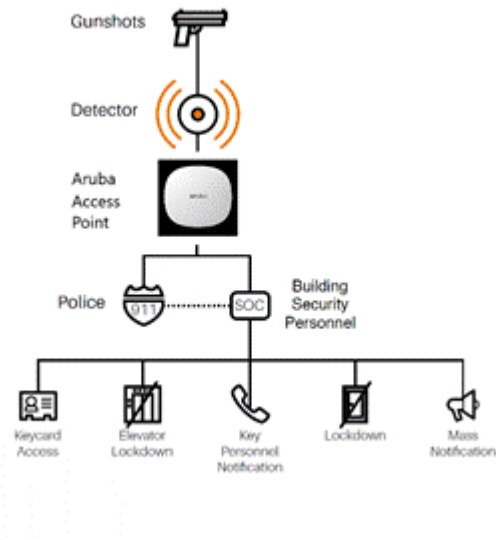 Gunshots
Detector
Aruba
Access
Point
Police
911
SOC
Building
Security
Personnel
Keycard
Access
Elevator
Lockdown
Key
Personnel
Notification
Lockdown
Mass
Notification